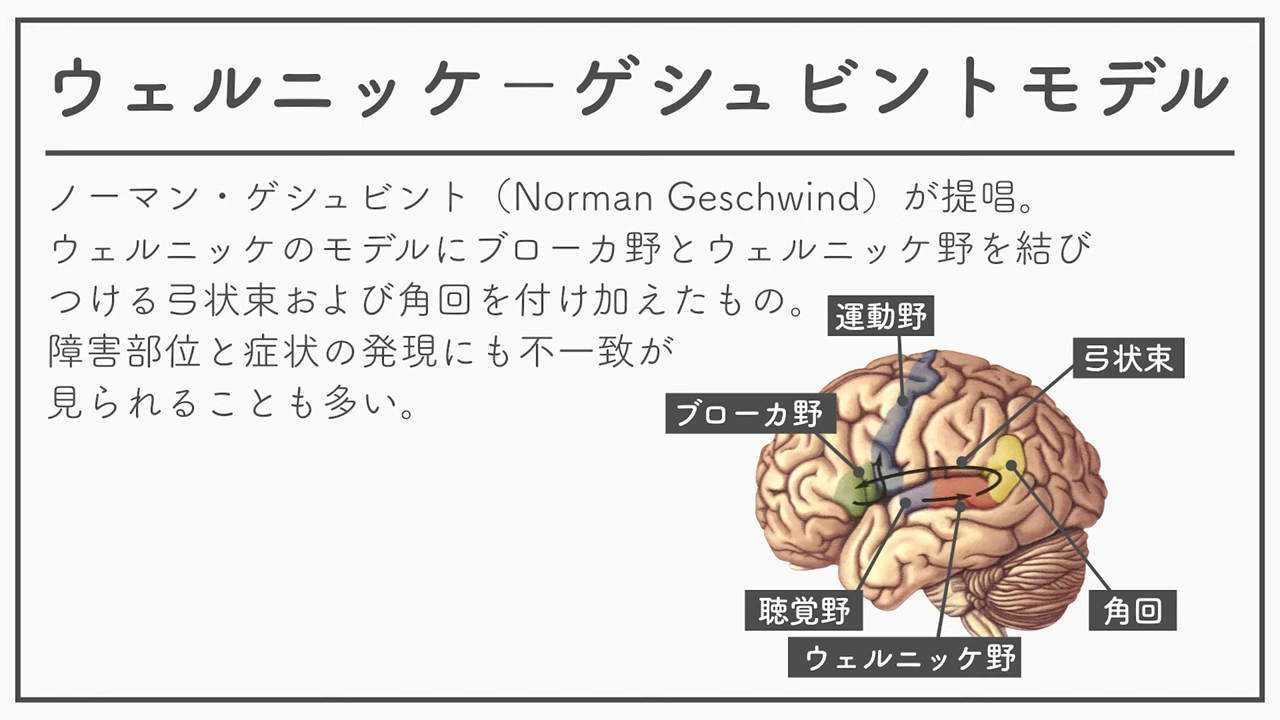 ウェルニッケ－ゲシュビントモデル
ノーマン・ゲシュビント（Norman Geschwind）が提唱。
ウェルニッケのモデルにブローカ野とウェルニッケ野を結び
つける弓状束および角回を付け加えたもの。
障害部位と症状の発現にも不一致が
見られることも多い。
運動野
弓状束
ブローカ野
聴覚野
角回
ウェルニッケ野